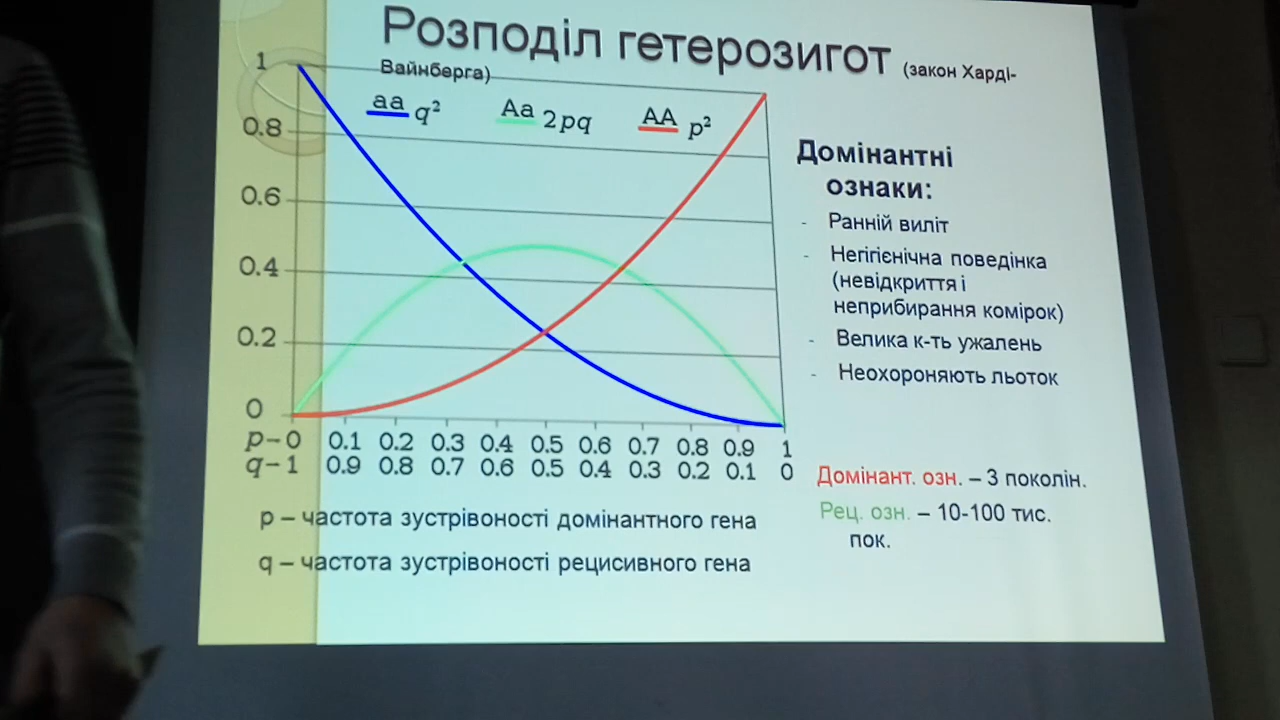 Розподіл гетерозигот (закон Харді-
Вайнберга)
aa q²
Aa 2pq
AA p²
1
0.8
0.6
0.4
0.2
0
p–0 0.1 0.2 0.3 0.4 0.5 0.6 0.7 0.8 0.9 1
q–1 0.9 0.8 0.7 0.6 0.5 0.4 0.3 0.2 0.1 0
p – частота зустрівоності домінантного гена
q – частота зустрівоності рецисивного гена
Домінантні
ознаки:
- Ранній виліт
- Негігієнічна поведінка
(невідкриття і
неприбирання комірок)
- Велика к-ть ужалень
- Неохороняють льоток
Домінант. озн. – 3 поколін.
Рец. озн. – 10-100 тис.
пок.